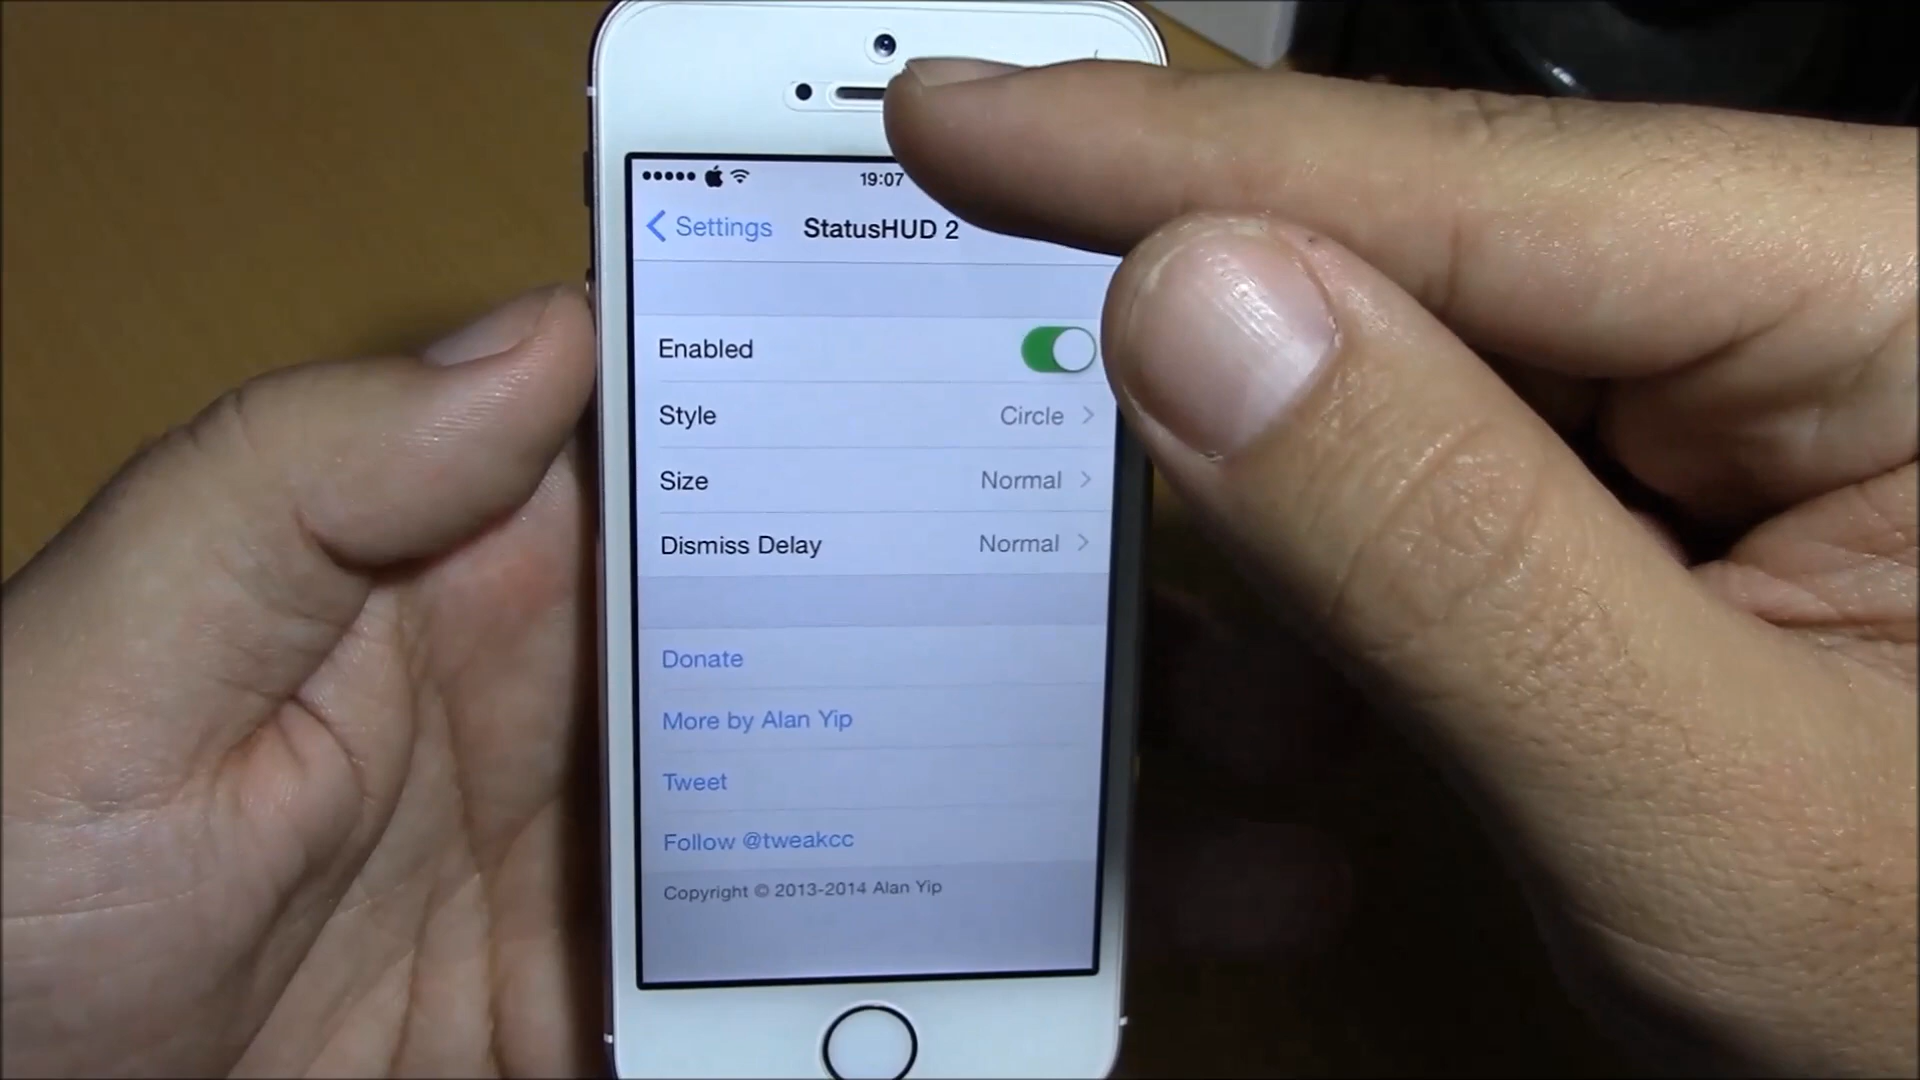 19:07
Settings StatusHUD 2
Enabled
Style Circle
Size Normal
Dismiss Delay Normal
Donate
More by Alan Yip
Tweet
Follow @tweakcc
Copyright © 2013-2014 Alan Yip